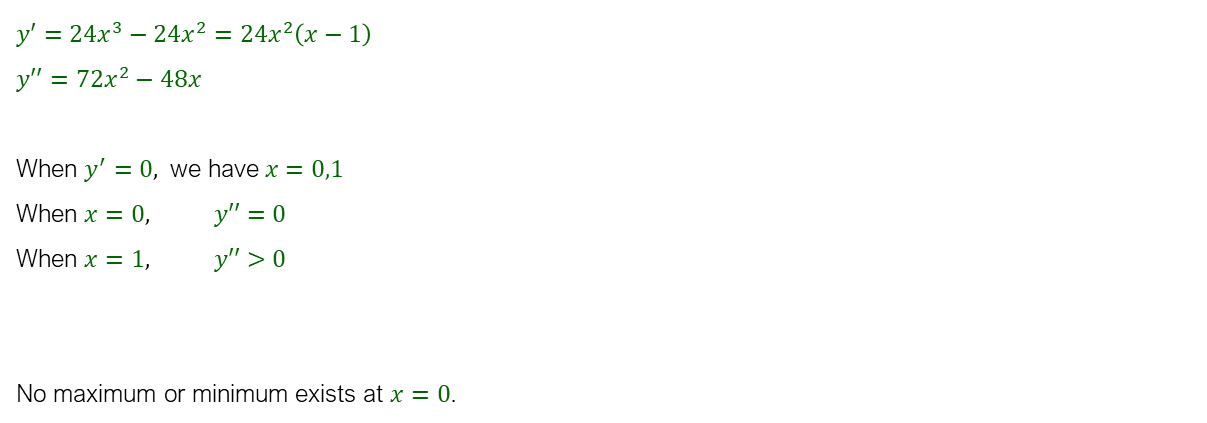 y′ = 24x³ − 24x² = 24x²(x − 1)
y″ = 72x² − 48x
When y′ = 0, we have x = 0,1
When x = 0, y″ = 0
When x = 1, y″ > 0
No maximum or minimum exists at x = 0.